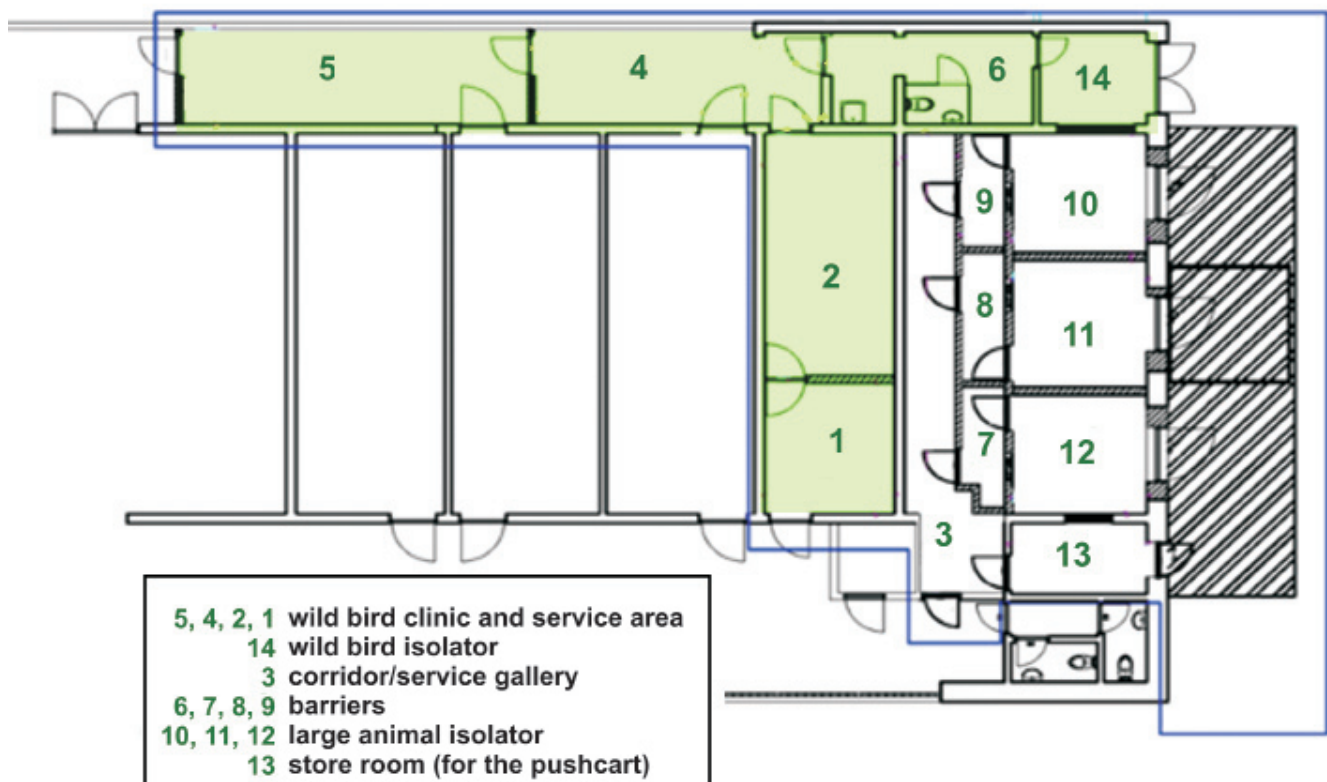 5
4
6
14
9
10
2
8
11
1
7
12
3
13
5, 4, 2, 1 wild bird clinic and service area
14 wild bird isolator
3 corridor/service gallery
6, 7, 8, 9 barriers
10, 11, 12 large animal isolator
13 store room (for the pushcart)